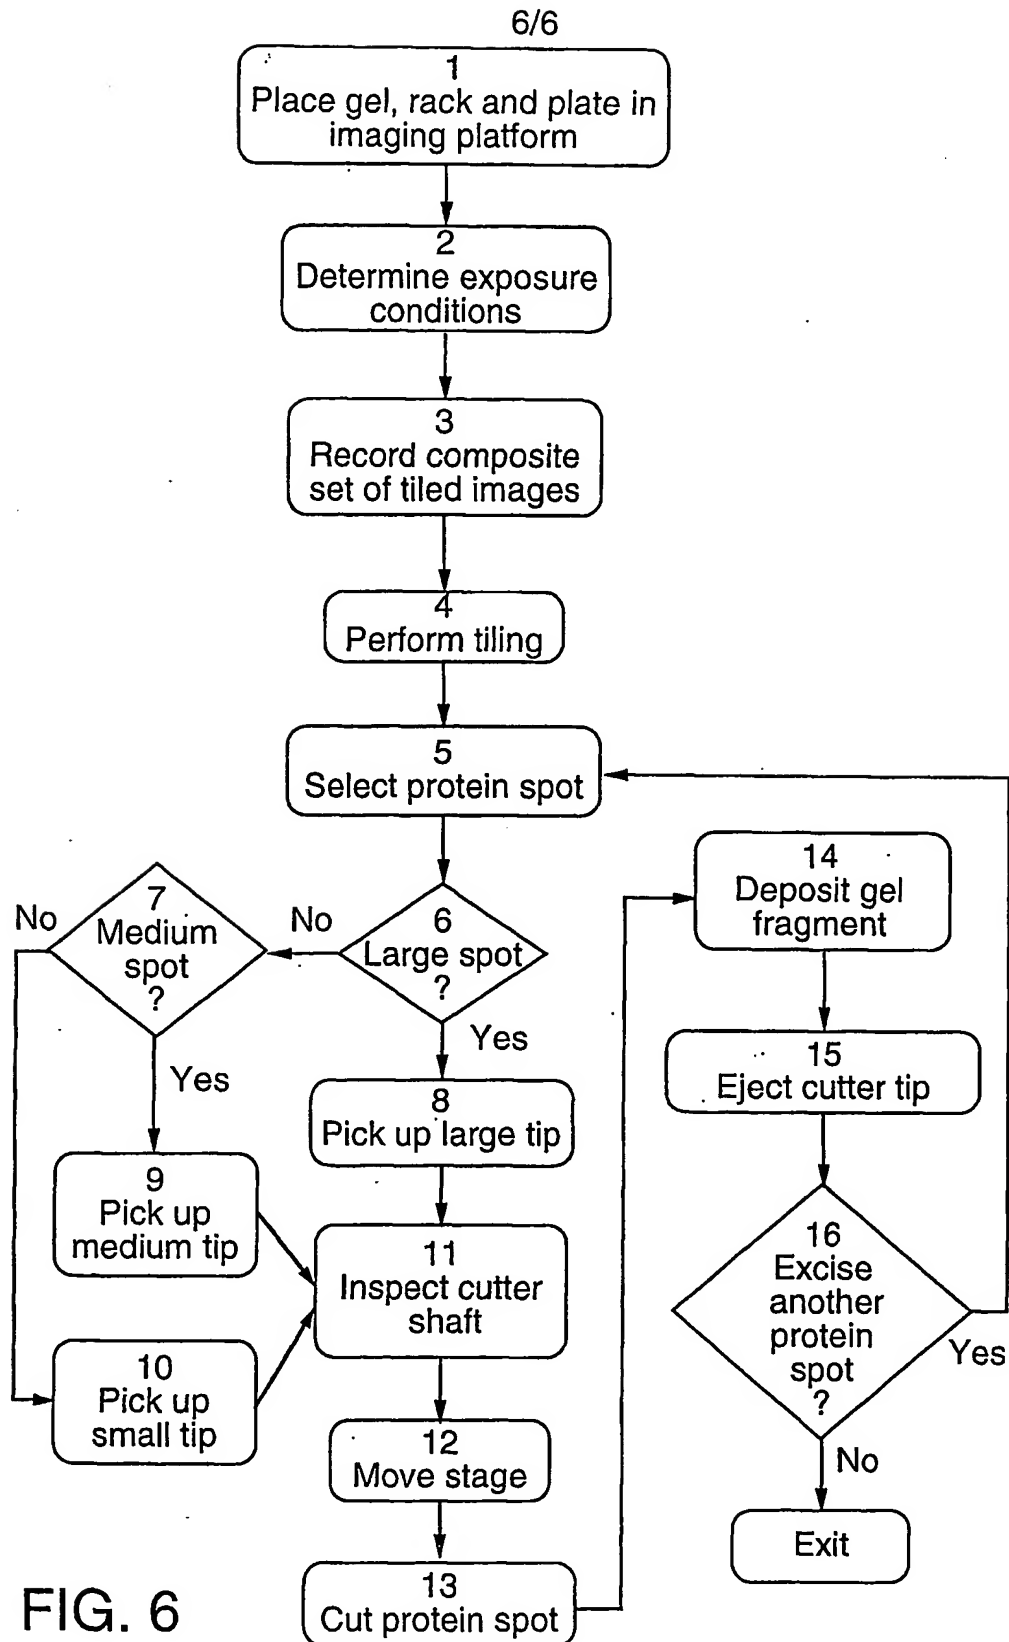 6/6
1
Place gel, rack and plate in
imaging platform
2
Determine exposure
conditions
3
Record composite
set of tiled images
4
Perform tiling
5
Select protein spot
6
Large spot
?
No
Yes
7
Medium
spot
?
No
Yes
8
Pick up large tip
9
Pick up
medium tip
10
Pick up
small tip
11
Inspect cutter
shaft
12
Move stage
13
Cut protein spot
14
Deposit gel
fragment
15
Eject cutter tip
16
Excise
another
protein
spot
?
Yes
No
Exit
FIG. 6